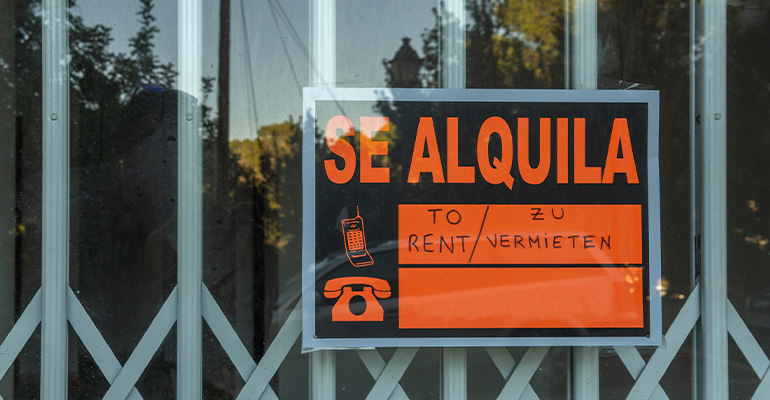 SE ALQUILA
TO / ZU
RENT / VERMIETEN